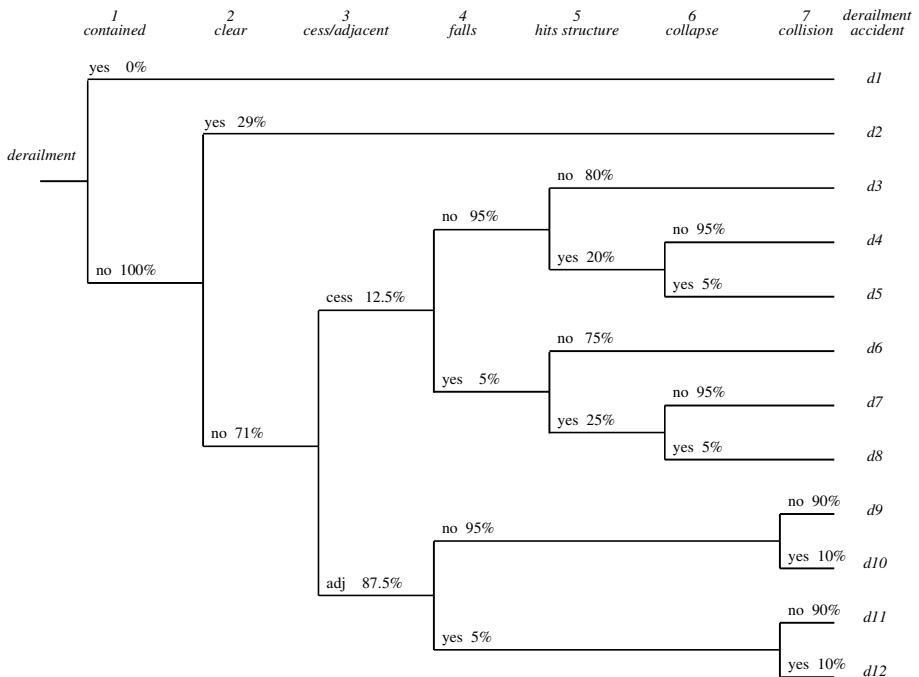 1 2 3 4 5 6 7 derailment
contained clear cess/adjacent falls hits structure collapse collision accident
yes 0% d1
yes 29% d2
derailment
no 80% d3
no 95% no 95% d4
yes 20%
no 100% yes 5% d5
cess 12.5%
no 75% d6
yes 5% no 95% d7
yes 25%
no 71% yes 5% d8
no 90% d9
no 95%
yes 10% d10
adj 87.5%
no 90% d11
yes 5%
yes 10% d12